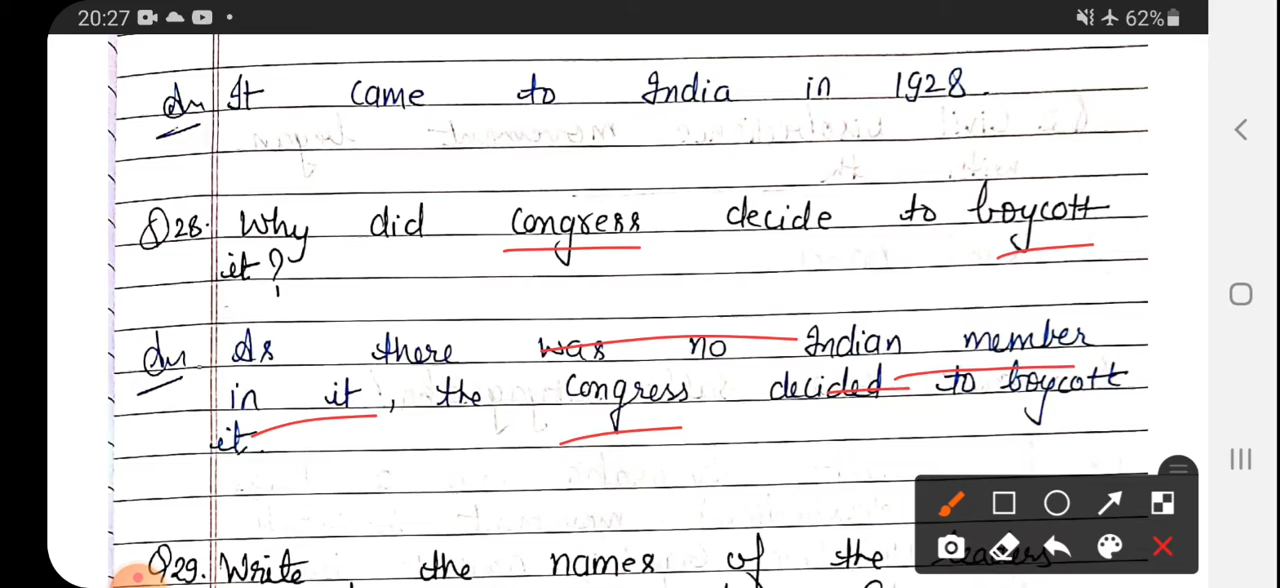 20:27
62%
Ans It came to India in 1928.
Q28. Why did Congress decide to boycott
it?
Ans. As there was no Indian member
in it, the Congress decided to boycott
it.
Q29. Write the names of the leaders